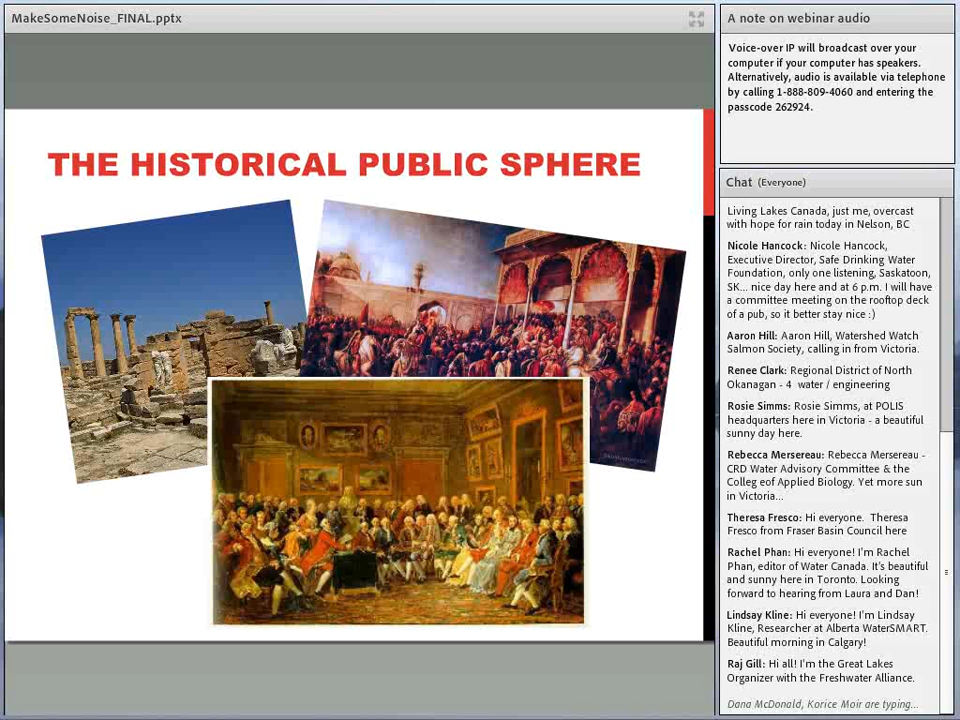 MakeSomeNoise_FINAL.pptx
THE HISTORICAL PUBLIC SPHERE
A note on webinar audio
Voice-over IP will broadcast over your
computer if your computer has speakers.
Alternatively, audio is available via telephone
by calling 1-888-809-4060 and entering the
passcode 262924.
Chat (Everyone)
Living Lakes Canada, just me, overcast
with hope for rain today in Nelson, BC
Nicole Hancock: Nicole Hancock,
Executive Director, Safe Drinking Water
Foundation, only one listening, Saskatoon,
SK... nice day here and at 6 p.m. I will have
a committee meeting on the rooftop deck
of a pub, so it better stay nice :)
Aaron Hill: Aaron Hill, Watershed Watch
Salmon Society, calling in from Victoria.
Renee Clark: Regional District of North
Okanagan - 4 water / engineering
Rosie Simms: Rosie Simms, at POLIS
headquarters here in Victoria - a beautiful
sunny day here.
Rebecca Mersereau: Rebecca Mersereau -
CRD Water Advisory Committee & the
Colleg eof Applied Biology. Yet more sun
in Victoria...
Theresa Fresco: Hi everyone. Theresa
Fresco from Fraser Basin Council here
Rachel Phan: Hi everyone! I'm Rachel
Phan, editor of Water Canada. It's beautiful
and sunny here in Toronto. Looking
forward to hearing from Laura and Dan!
Lindsay Kline: Hi everyone! I'm Lindsay
Kline, Researcher at Alberta WaterSMART.
Beautiful morning in Calgary!
Raj Gill: Hi all! I'm the Great Lakes
Organizer with the Freshwater Alliance.
Dana McDonald, Korice Moir are typing...